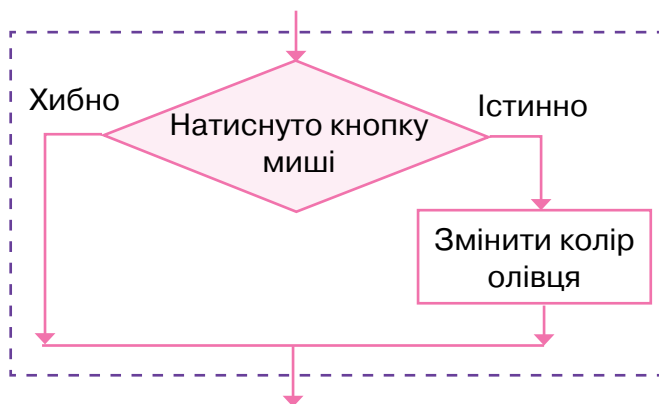 Хибно
Істинно
Натиснуто кнопку
миші
Змінити колір
олівця